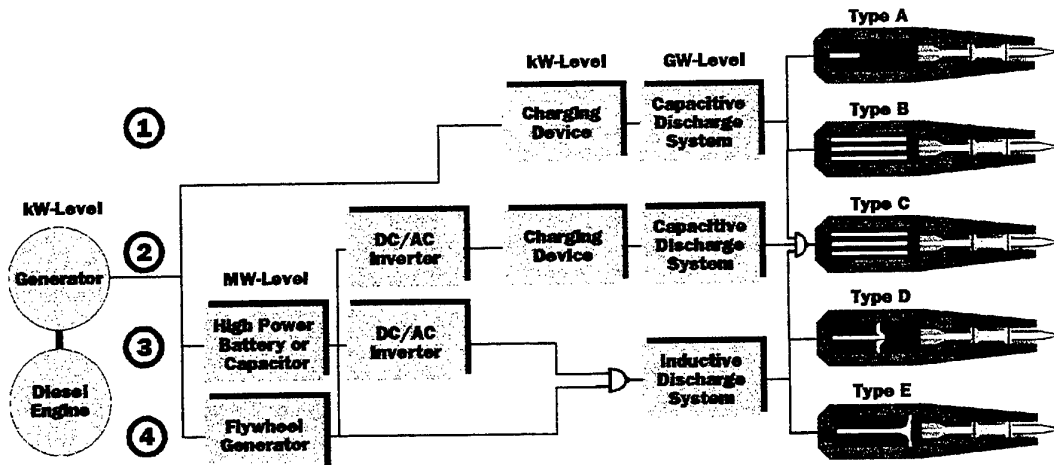 Type A
kW-Level
GW-Level
1
Charging
Device
Capacitive
Discharge
System
Type B
kW-Level
Generator
2
DC/AC
Inverter
Charging
Device
Capacitive
Discharge
System
Type C
MW-Level
3
High Power
Battery or
Capacitor
DC/AC
Inverter
Type D
Diesel
Engine
4
Flywheel
Generator
Inductive
Discharge
System
Type E